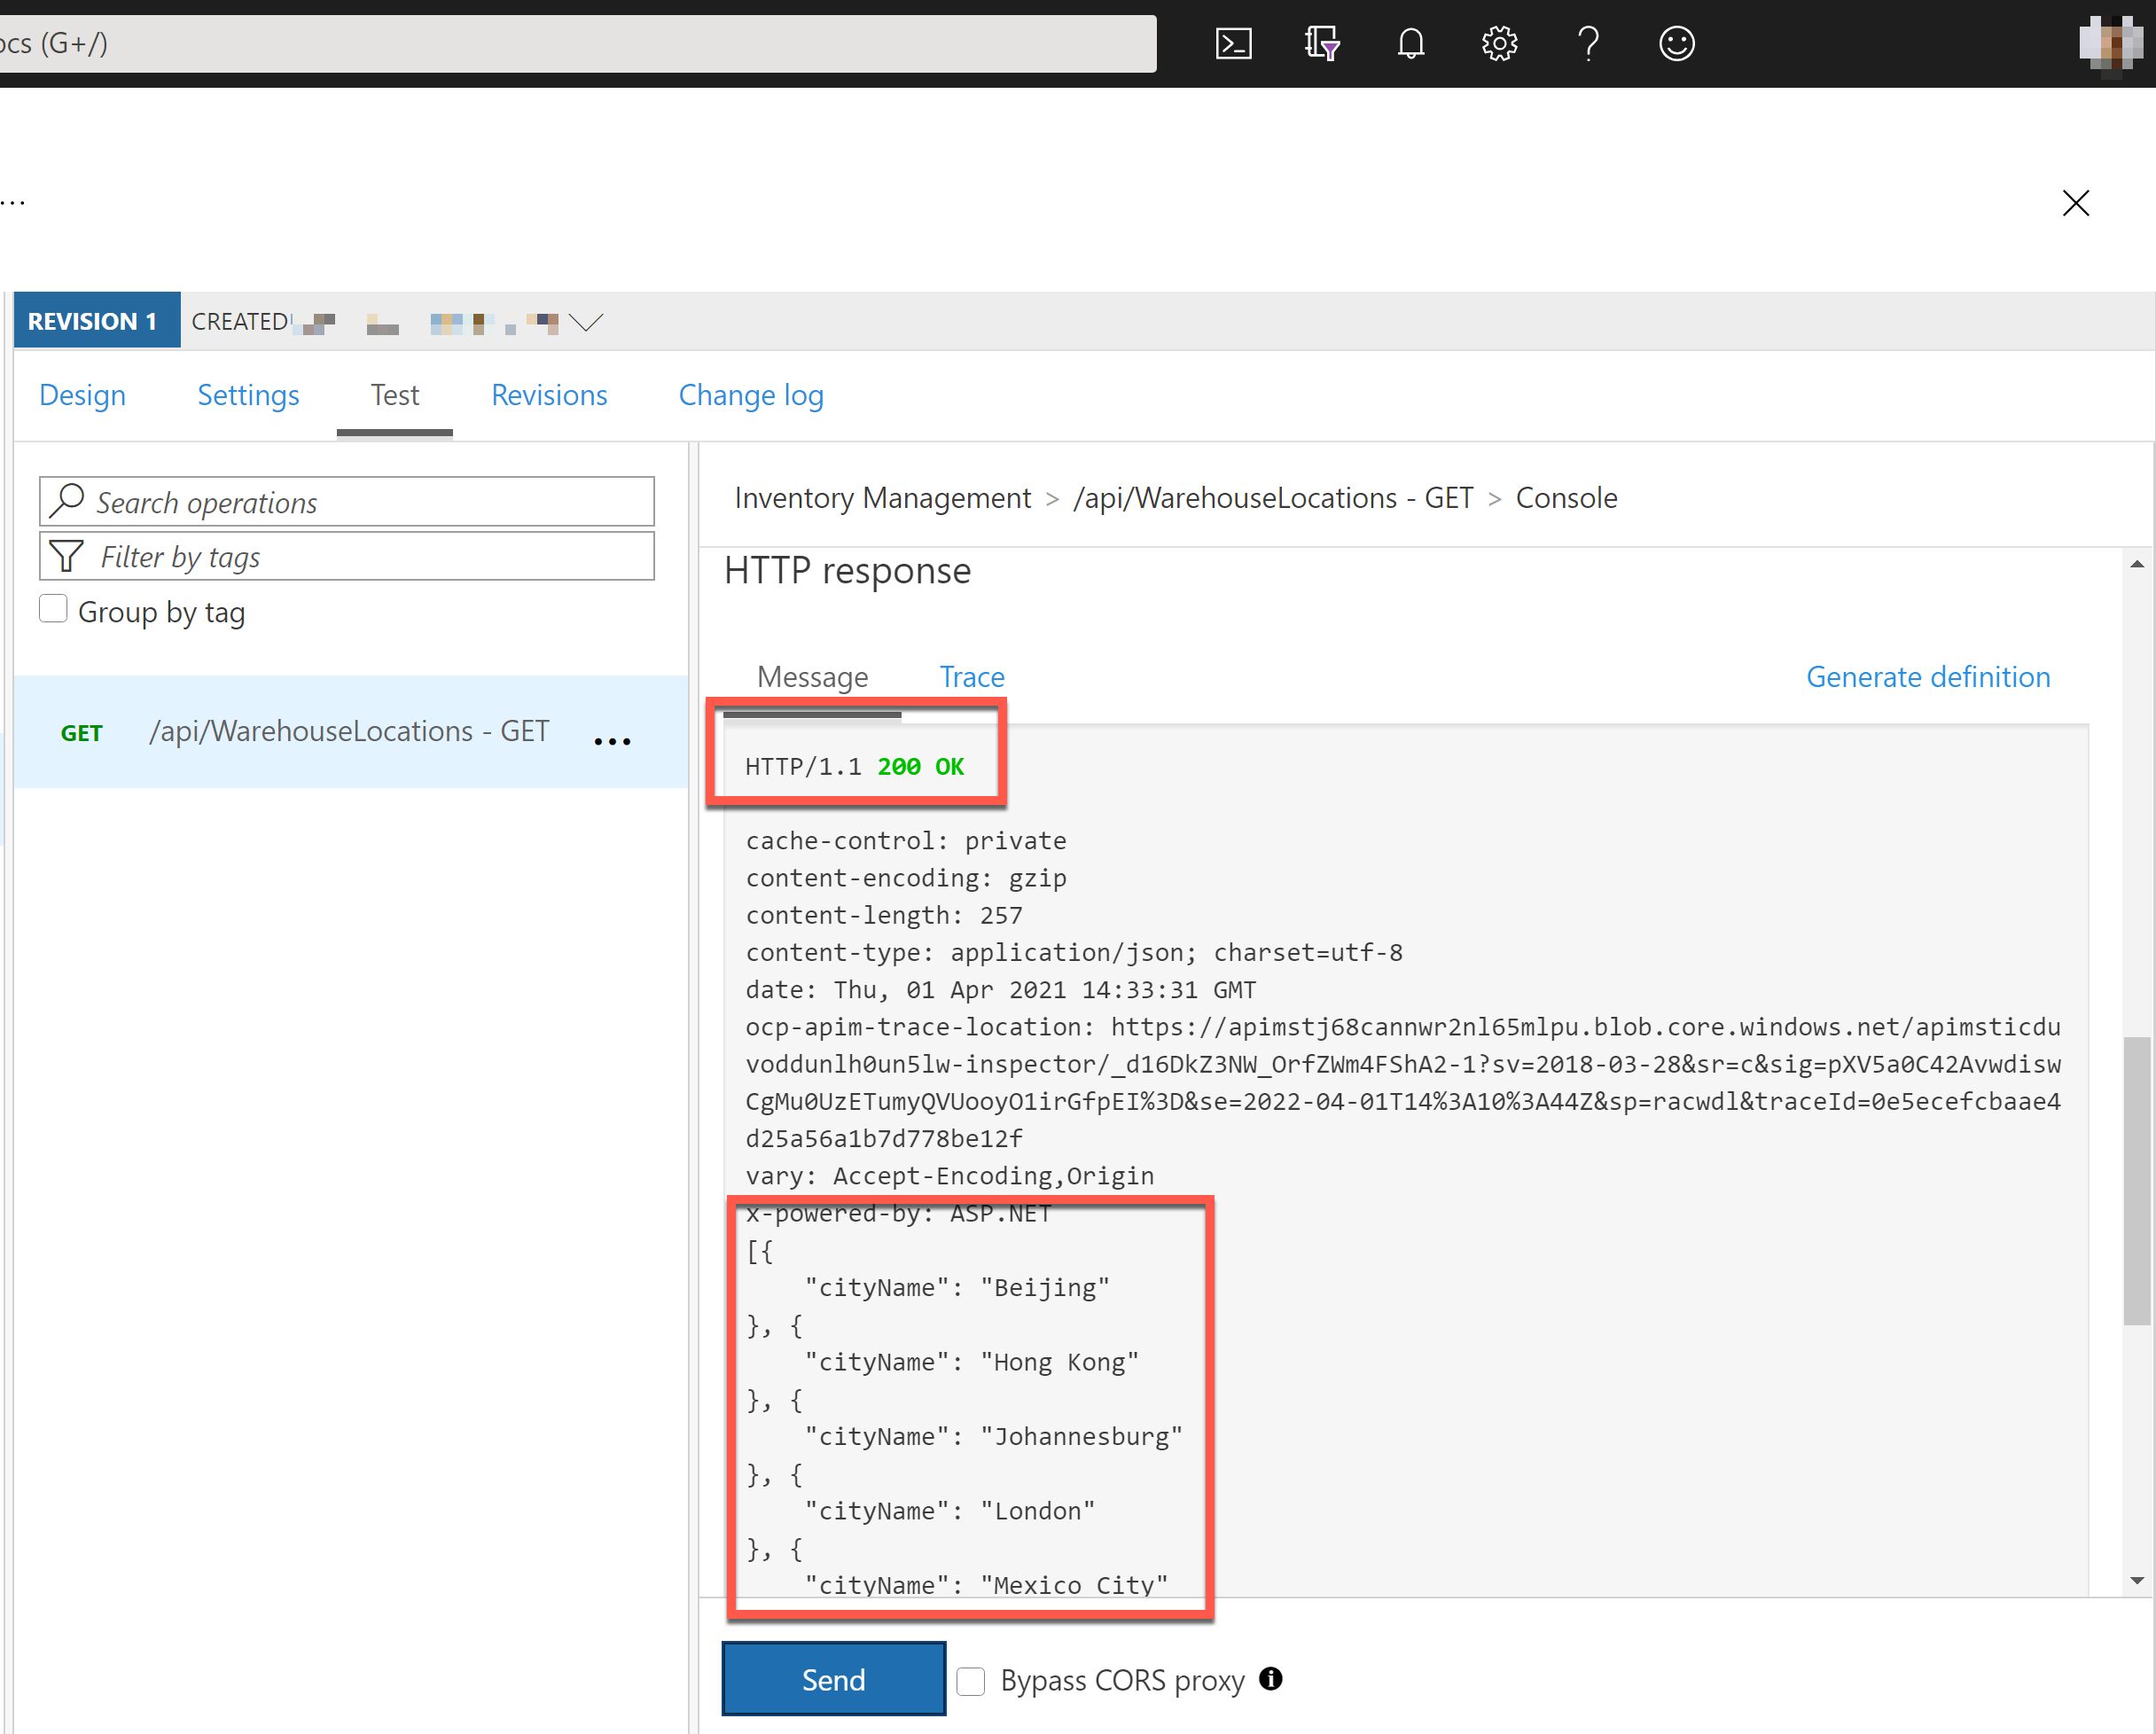 ocs (G+/)
...
REVISION 1 CREATED
Design Settings Test Revisions Change log
Search operations
Filter by tags
Group by tag
GET /api/WarehouseLocations - GET ...
Inventory Management > /api/WarehouseLocations - GET > Console
HTTP response
Message Trace Generate definition
HTTP/1.1 200 OK
cache-control: private
content-encoding: gzip
content-length: 257
content-type: application/json; charset=utf-8
date: Thu, 01 Apr 2021 14:33:31 GMT
ocp-apim-trace-location: https://apimstj68cannwr2nl65mlpu.blob.core.windows.net/apimsticdu
voddunlh0un5lw-inspector/_d16DkZ3NW_OrfZWm4FShA2-1?sv=2018-03-28&sr=c&sig=pXV5a0C42Avwdisw
CgMu0UzETumyQVUooyO1irGfpEI%3D&se=2022-04-01T14%3A10%3A44Z&sp=racwdl&traceId=0e5ecefcbaae4
d25a56a1b7d778be12f
vary: Accept-Encoding,Origin
x-powered-by: ASP.NET
[{
"cityName": "Beijing"
}, {
"cityName": "Hong Kong"
}, {
"cityName": "Johannesburg"
}, {
"cityName": "London"
}, {
"cityName": "Mexico City"
Send Bypass CORS proxy